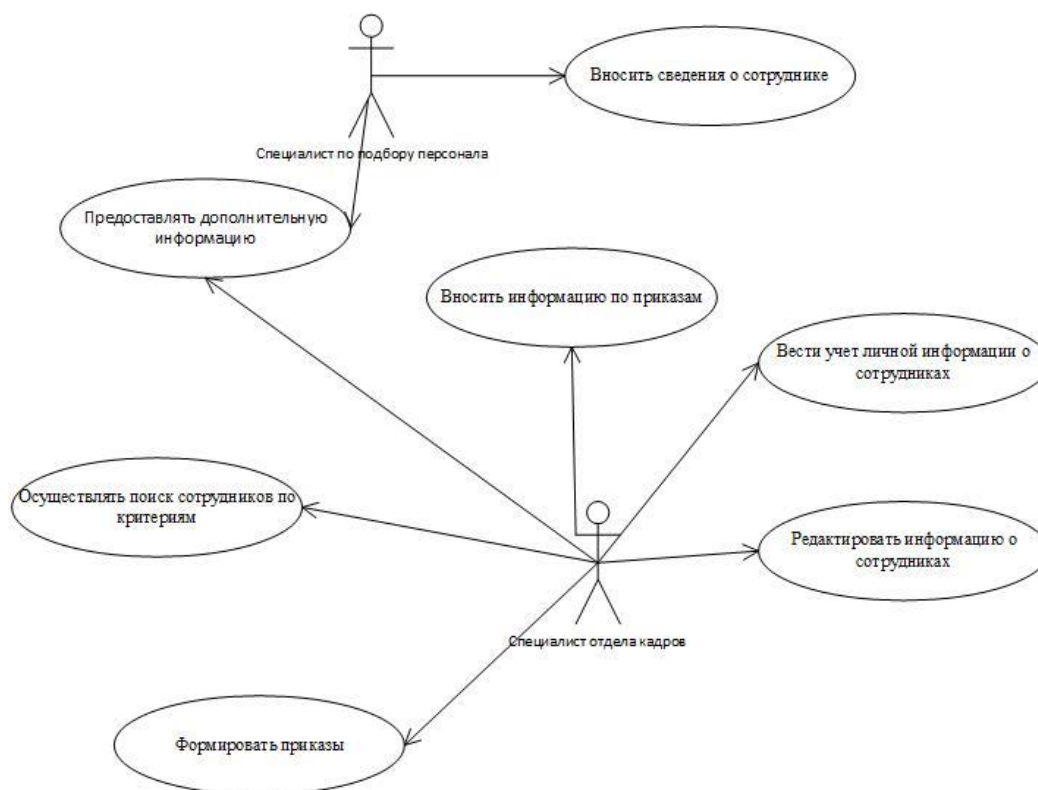 Вносить сведения о сотруднике
Специалист по подбору персонала
Предоставлять дополнительную
информацию
Вносить информацию по приказам
Вести учет личной информации о
сотрудниках
Осуществлять поиск сотрудников по
критериям
Редактировать информацию о
сотрудниках
Специалист отдела кадров
Формировать приказы